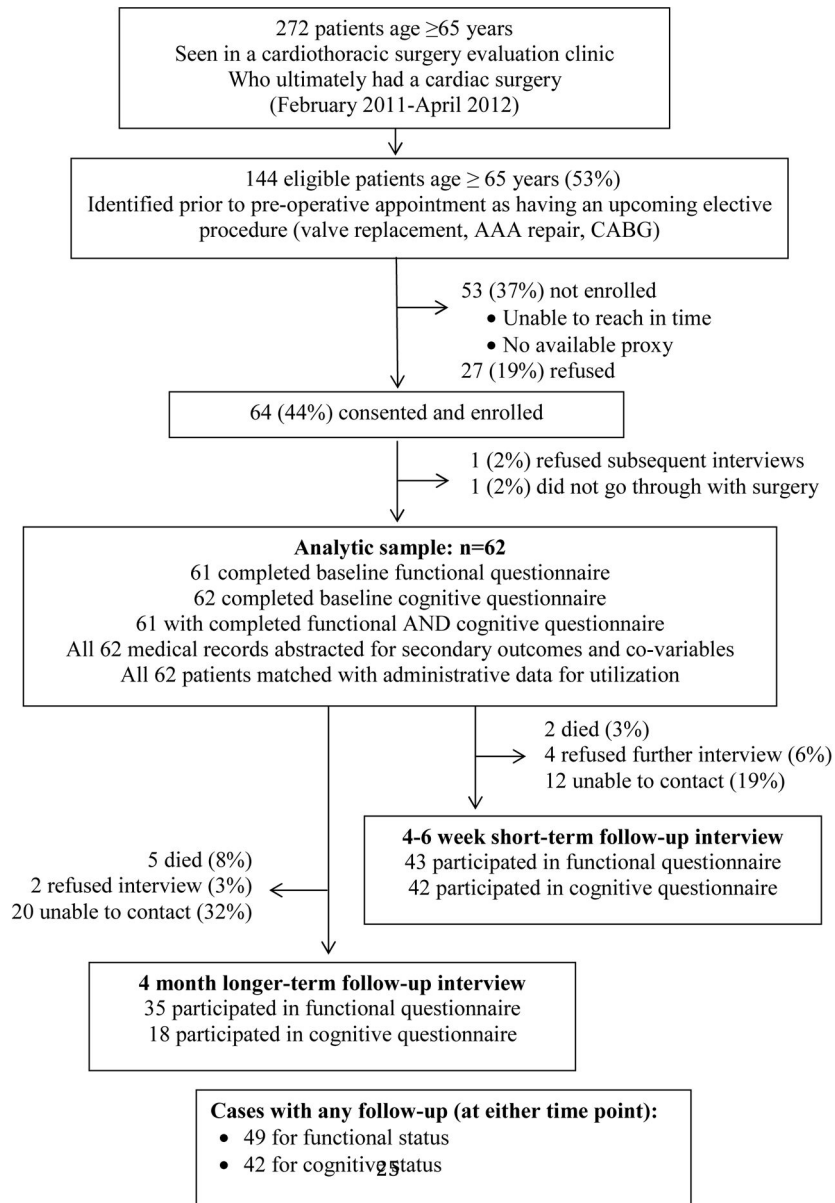 272 patients age ≥65 years
Seen in a cardiothoracic surgery evaluation clinic
Who ultimately had a cardiac surgery
(February 2011-April 2012)
144 eligible patients age ≥ 65 years (53%)
Identified prior to pre-operative appointment as having an upcoming elective
procedure (valve replacement, AAA repair, CABG)
53 (37%) not enrolled
• Unable to reach in time
• No available proxy
27 (19%) refused
64 (44%) consented and enrolled
1 (2%) refused subsequent interviews
1 (2%) did not go through with surgery
Analytic sample: n=62
61 completed baseline functional questionnaire
62 completed baseline cognitive questionnaire
61 with completed functional AND cognitive questionnaire
All 62 medical records abstracted for secondary outcomes and co-variables
All 62 patients matched with administrative data for utilization
2 died (3%)
4 refused further interview (6%)
12 unable to contact (19%)
4-6 week short-term follow-up interview
43 participated in functional questionnaire
42 participated in cognitive questionnaire
5 died (8%)
2 refused interview (3%)
20 unable to contact (32%)
4 month longer-term follow-up interview
35 participated in functional questionnaire
18 participated in cognitive questionnaire
Cases with any follow-up (at either time point):
• 49 for functional status
• 42 for cognitive status
25